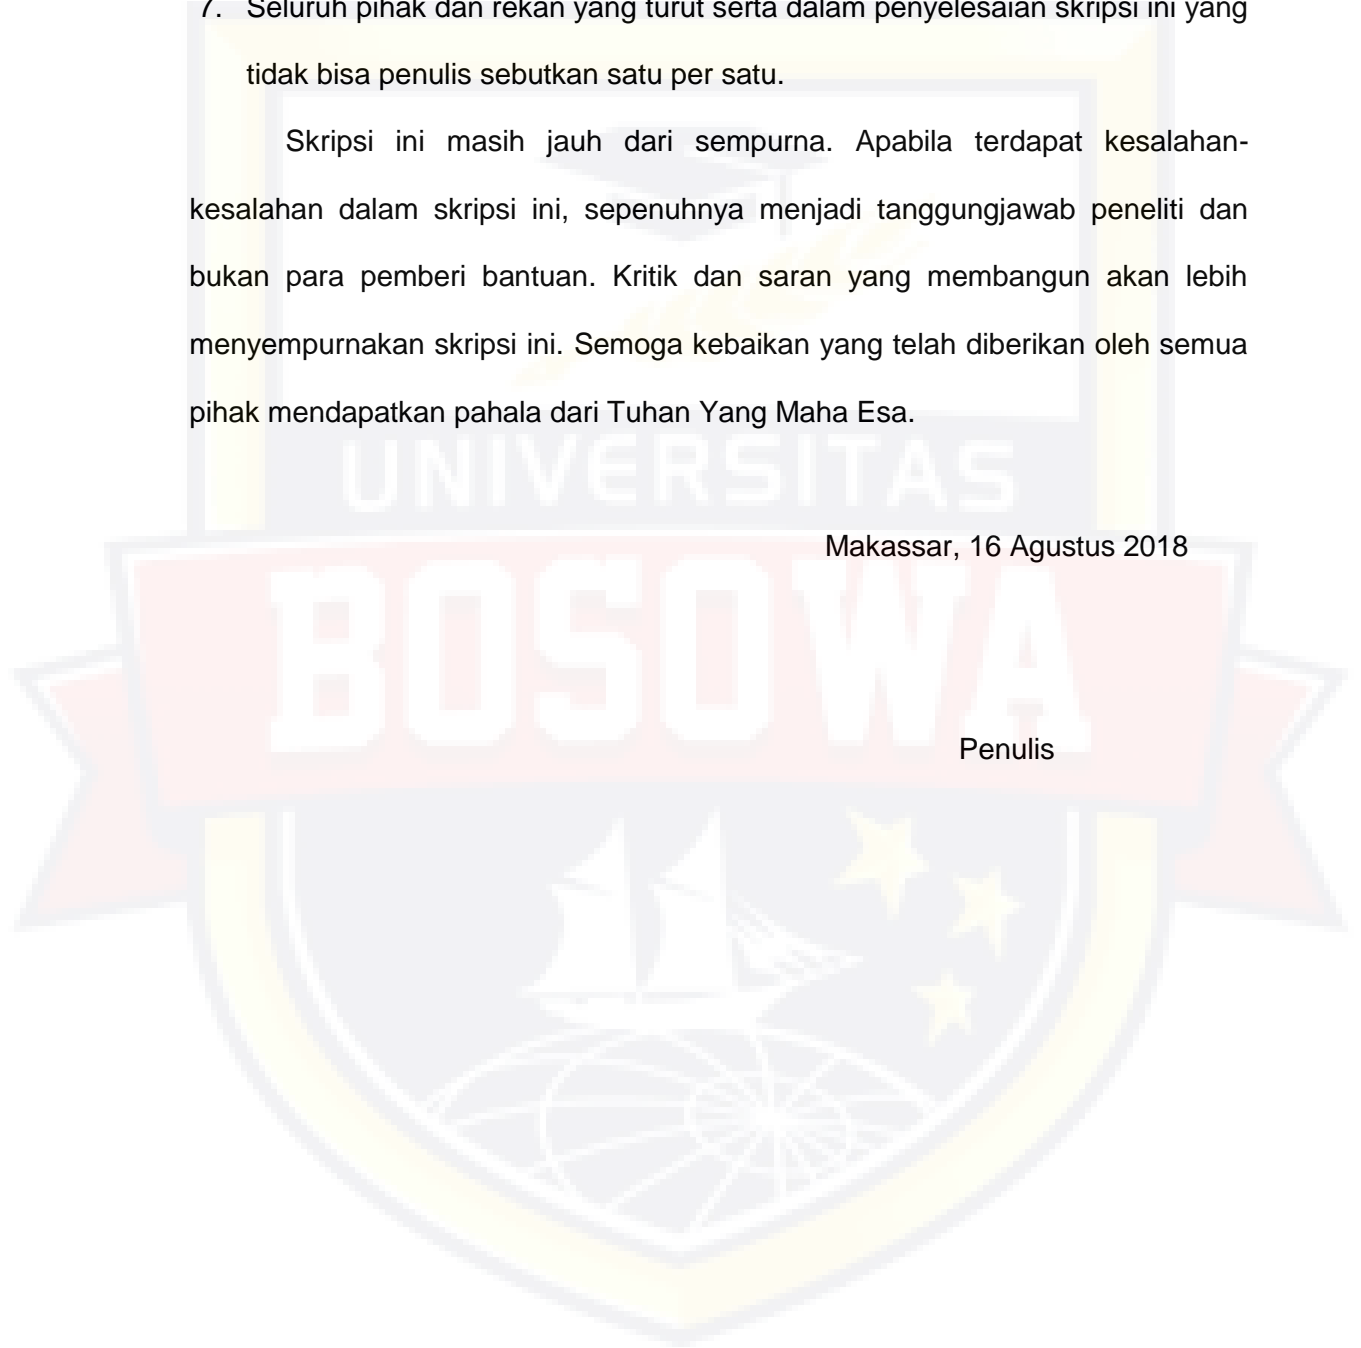 7. Seluruh pihak dan rekan yang turut serta dalam penyelesaian skripsi ini yang
tidak bisa penulis sebutkan satu per satu.
Skripsi ini masih jauh dari sempurna. Apabila terdapat kesalahan-
kesalahan dalam skripsi ini, sepenuhnya menjadi tanggungjawab peneliti dan
bukan para pemberi bantuan. Kritik dan saran yang membangun akan lebih
menyempurnakan skripsi ini. Semoga kebaikan yang telah diberikan oleh semua
pihak mendapatkan pahala dari Tuhan Yang Maha Esa.
UNIVERSITAS
Makassar, 16 Agustus 2018
BOSOWA
Penulis